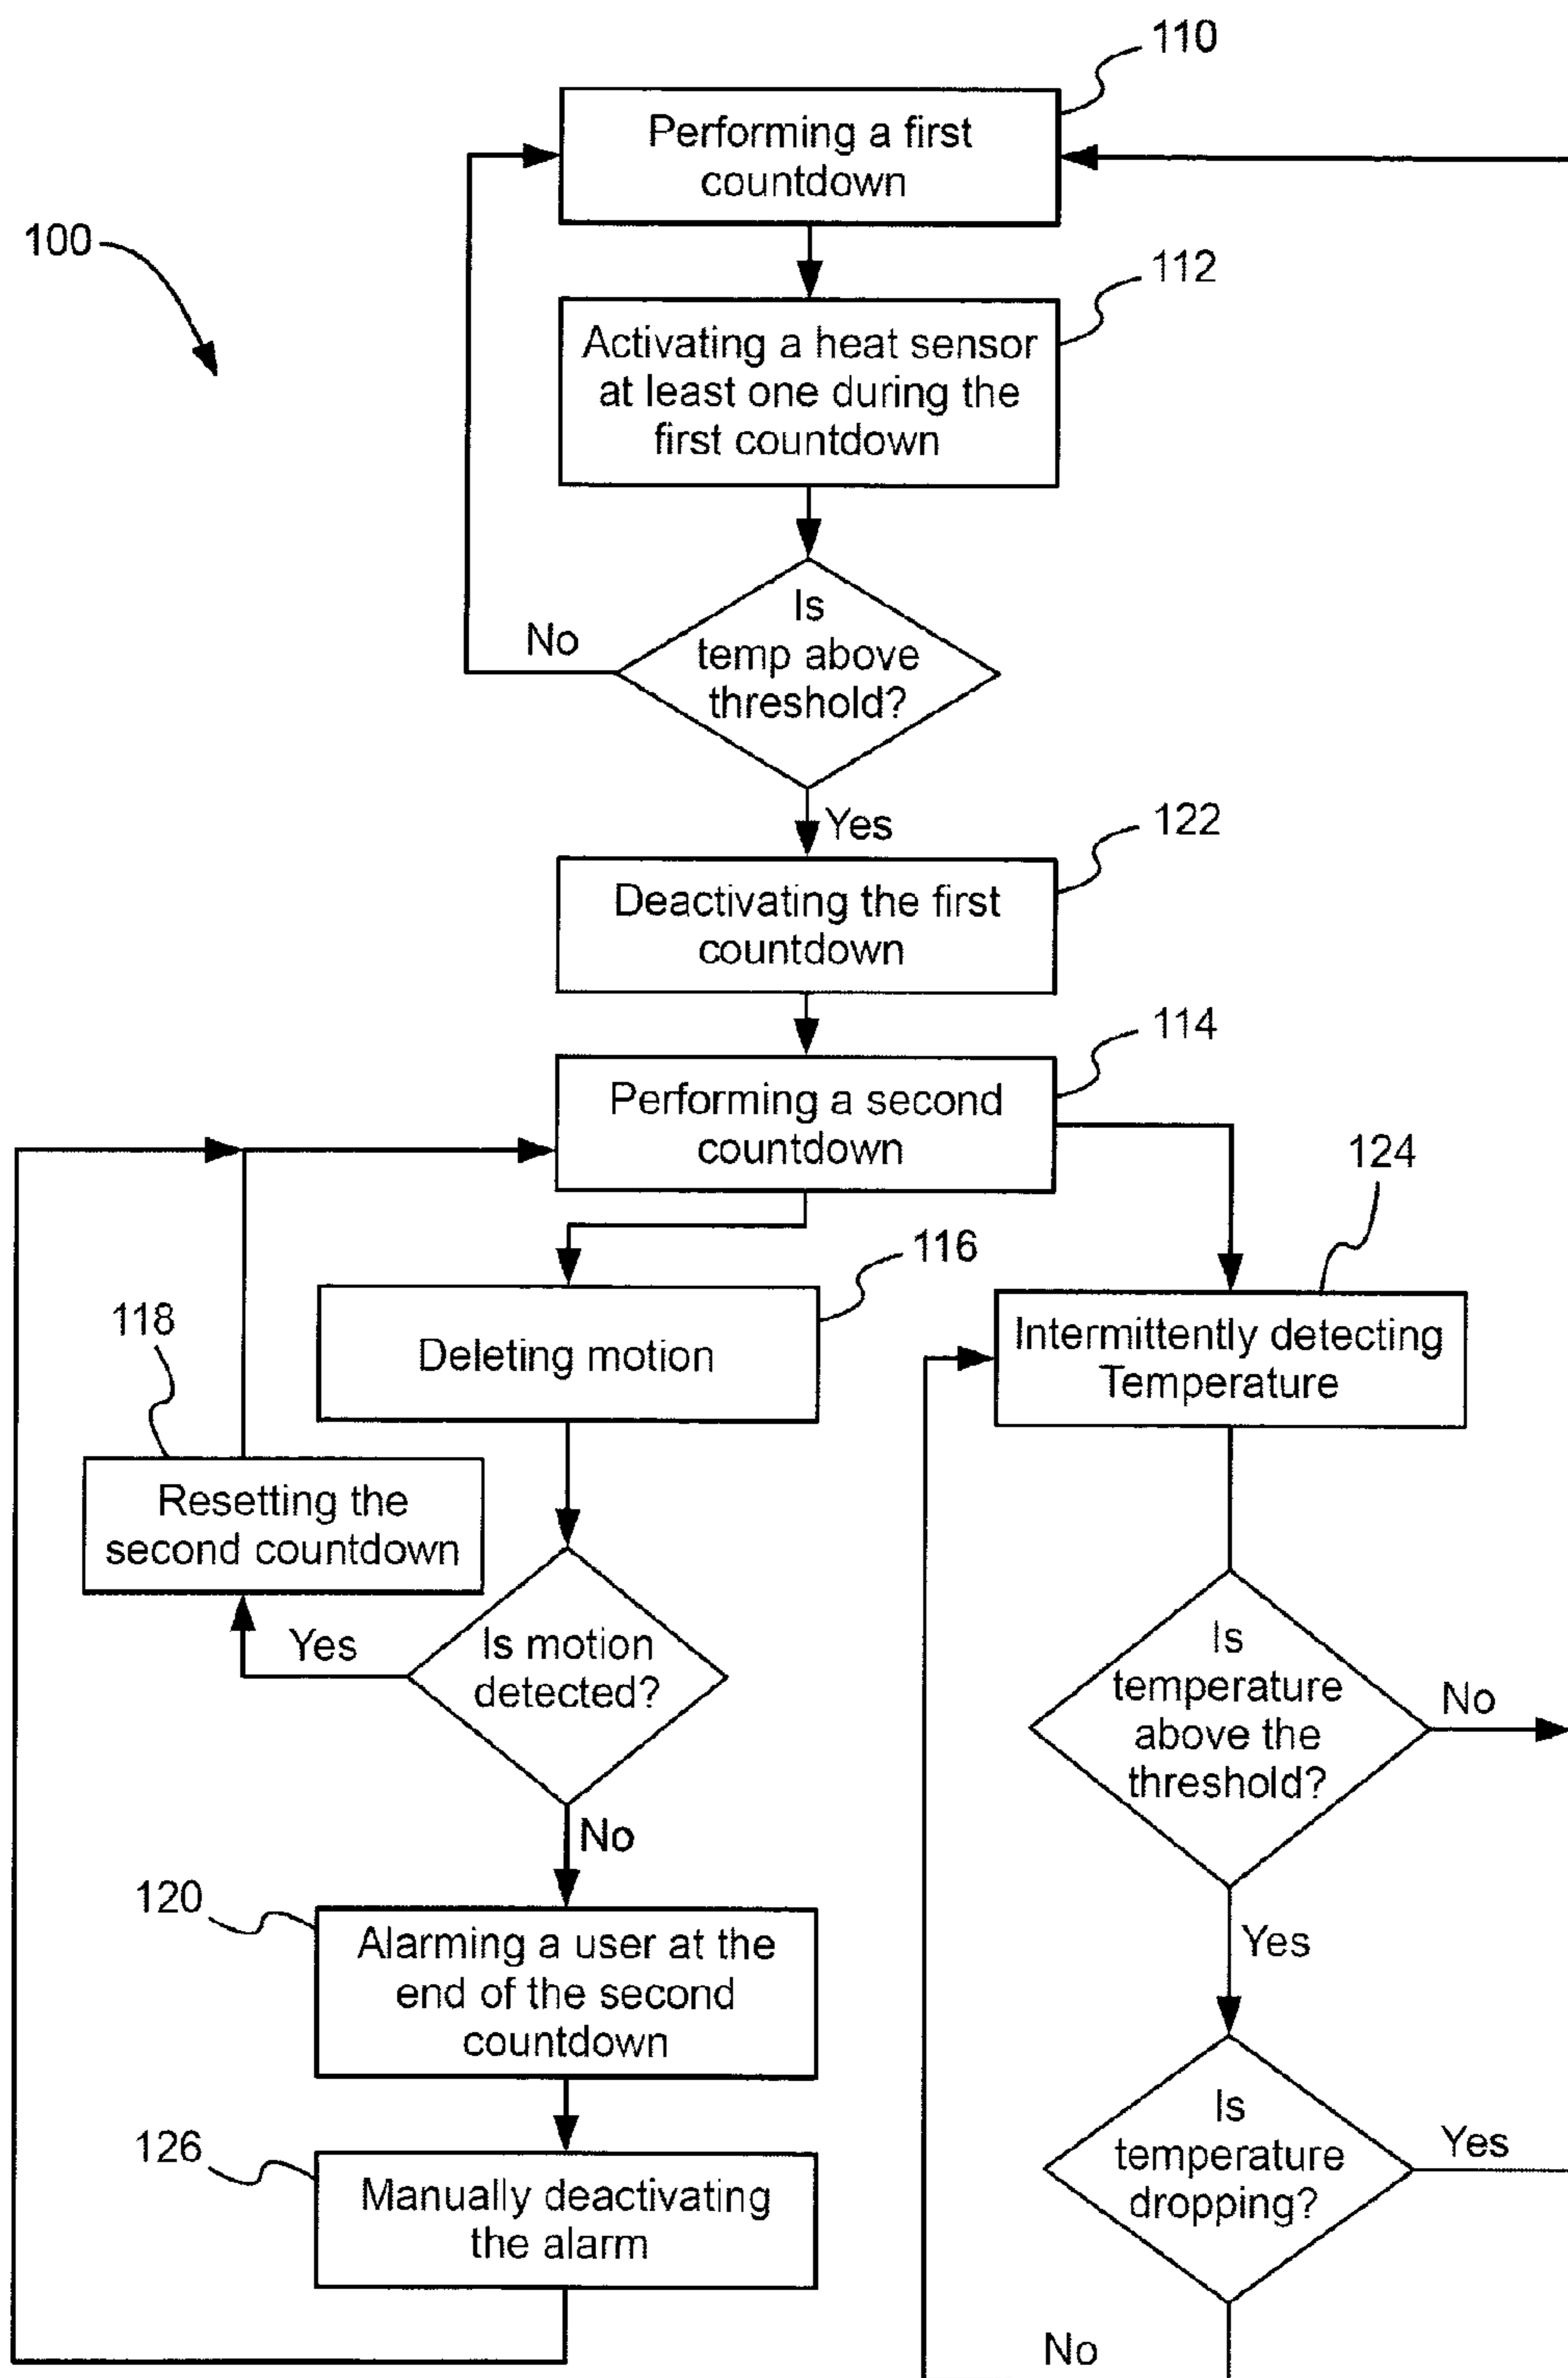 110
Performing a first
countdown
100
112
Activating a heat sensor
at least one during the
first countdown
Is
temp above
threshold?
No
Yes
122
Deactivating the first
countdown
114
Performing a second
countdown
124
116
Deleting motion
118
Intermittently detecting
Temperature
Resetting the
second countdown
Yes
Is motion
detected?
Is
temperature
above the
threshold?
No
No
120
Alarming a user at the
end of the second
countdown
Yes
126
Manually deactivating
the alarm
Is
temperature
dropping?
Yes
No